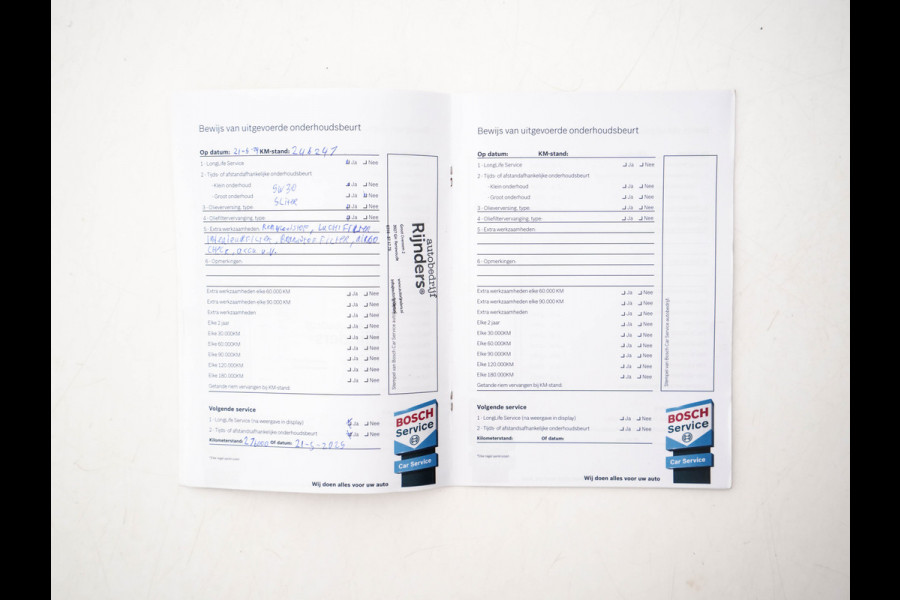 Bewijs van uitgevoerde onderhoudsbeurt
Op datum: 21-5- KM-stand:
1 - LongLife Service Ja Nee
2 - Tijds- of afstandafhankelijke onderhoudsbeurt
- Klein onderhoud Ja Nee
- Groot onderhoud 5W30 Ja Nee
3 - Olieverversing, type 5 Liter Ja Nee
4 - Oliefiltervervanging, type Ja Nee
5 - Extra werkzaamheden
6 - Opmerkingen:
Extra werkzaamheden elke 60.000 KM Ja Nee
Extra werkzaamheden elke 90.000 KM Ja Nee
Extra werkzaamheden Ja Nee
Elke 2 jaar Ja Nee
Elke 30.000KM Ja Nee
Elke 60.000KM Ja Nee
Elke 90.000KM Ja Nee
Elke 120.000KM Ja Nee
Elke 180.000KM Ja Nee
Getande riem vervangen bij KM-stand:
autobedrijf
Rijnders
Stempel van Bosch Car Service autobedrijf
Volgende service
1 - LongLife Service (na weergave in display) Ja Nee
2 - Tijds- of afstandafhankelijke onderhoudsbeurt Ja Nee
Kilometerstand: Of datum: 21-5-2025
BOSCH
Service
Car Service
Wij doen alles voor uw auto
Bewijs van uitgevoerde onderhoudsbeurt
Op datum: KM-stand:
1 - LongLife Service Ja Nee
2 - Tijds- of afstandafhankelijke onderhoudsbeurt
- Klein onderhoud Ja Nee
- Groot onderhoud Ja Nee
3 - Olieverversing, type Ja Nee
4 - Oliefiltervervanging, type Ja Nee
5 - Extra werkzaamheden:
6 - Opmerkingen:
Extra werkzaamheden elke 60.000 KM Ja Nee
Extra werkzaamheden elke 90.000 KM Ja Nee
Extra werkzaamheden Ja Nee
Elke 2 jaar Ja Nee
Elke 30.000KM Ja Nee
Elke 60.000KM Ja Nee
Elke 90.000KM Ja Nee
Elke 120.000KM Ja Nee
Elke 180.000KM Ja Nee
Getande riem vervangen bij KM-stand:
Stempel van Bosch Car Service autobedrijf
Volgende service
1 - LongLife Service (na weergave in display) Ja Nee
2 - Tijds- of afstandafhankelijke onderhoudsbeurt Ja Nee
Kilometerstand: Of datum:
BOSCH
Service
Car Service
Wij doen alles voor uw auto